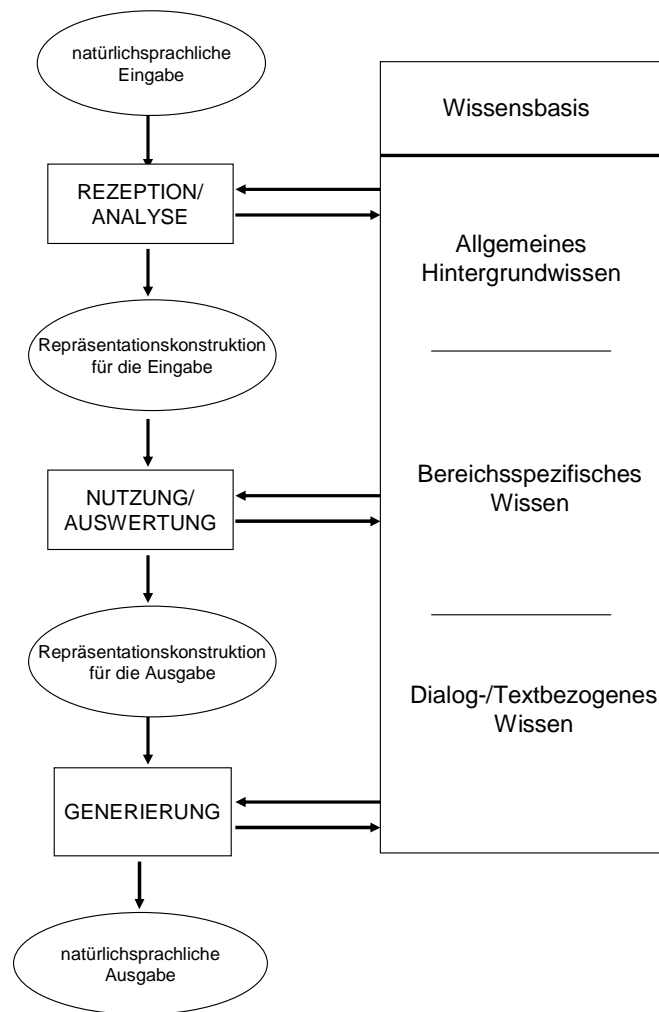 natürlichsprachliche
Eingabe
REZEPTION/
ANALYSE
Repräsentationskonstruktion
für die Eingabe
NUTZUNG/
AUSWERTUNG
Repräsentationskonstruktion
für die Ausgabe
GENERIERUNG
natürlichsprachliche
Ausgabe
Wissensbasis
Allgemeines
Hintergrundwissen
Bereichsspezifisches
Wissen
Dialog-/Textbezogenes
Wissen